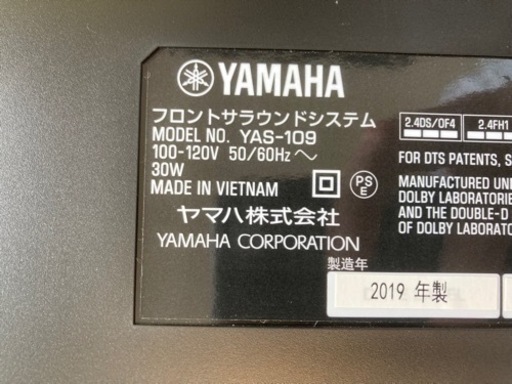 YAMAHA
フロントサラウンドシステム
MODEL NO. YAS-109
100-120V 50/60Hz ~
30W
MADE IN VIETNAM
PS
E
ヤマハ株式会社
YAMAHA CORPORATION
2.4DS/OF4
2.4FH1
FOR DTS PATENTS, S
MANUFACTURED UND
DOLBY LABORATORIE
AND THE DOUBLE-D
OF DOLBY LABORATO
製造年
2019 年製